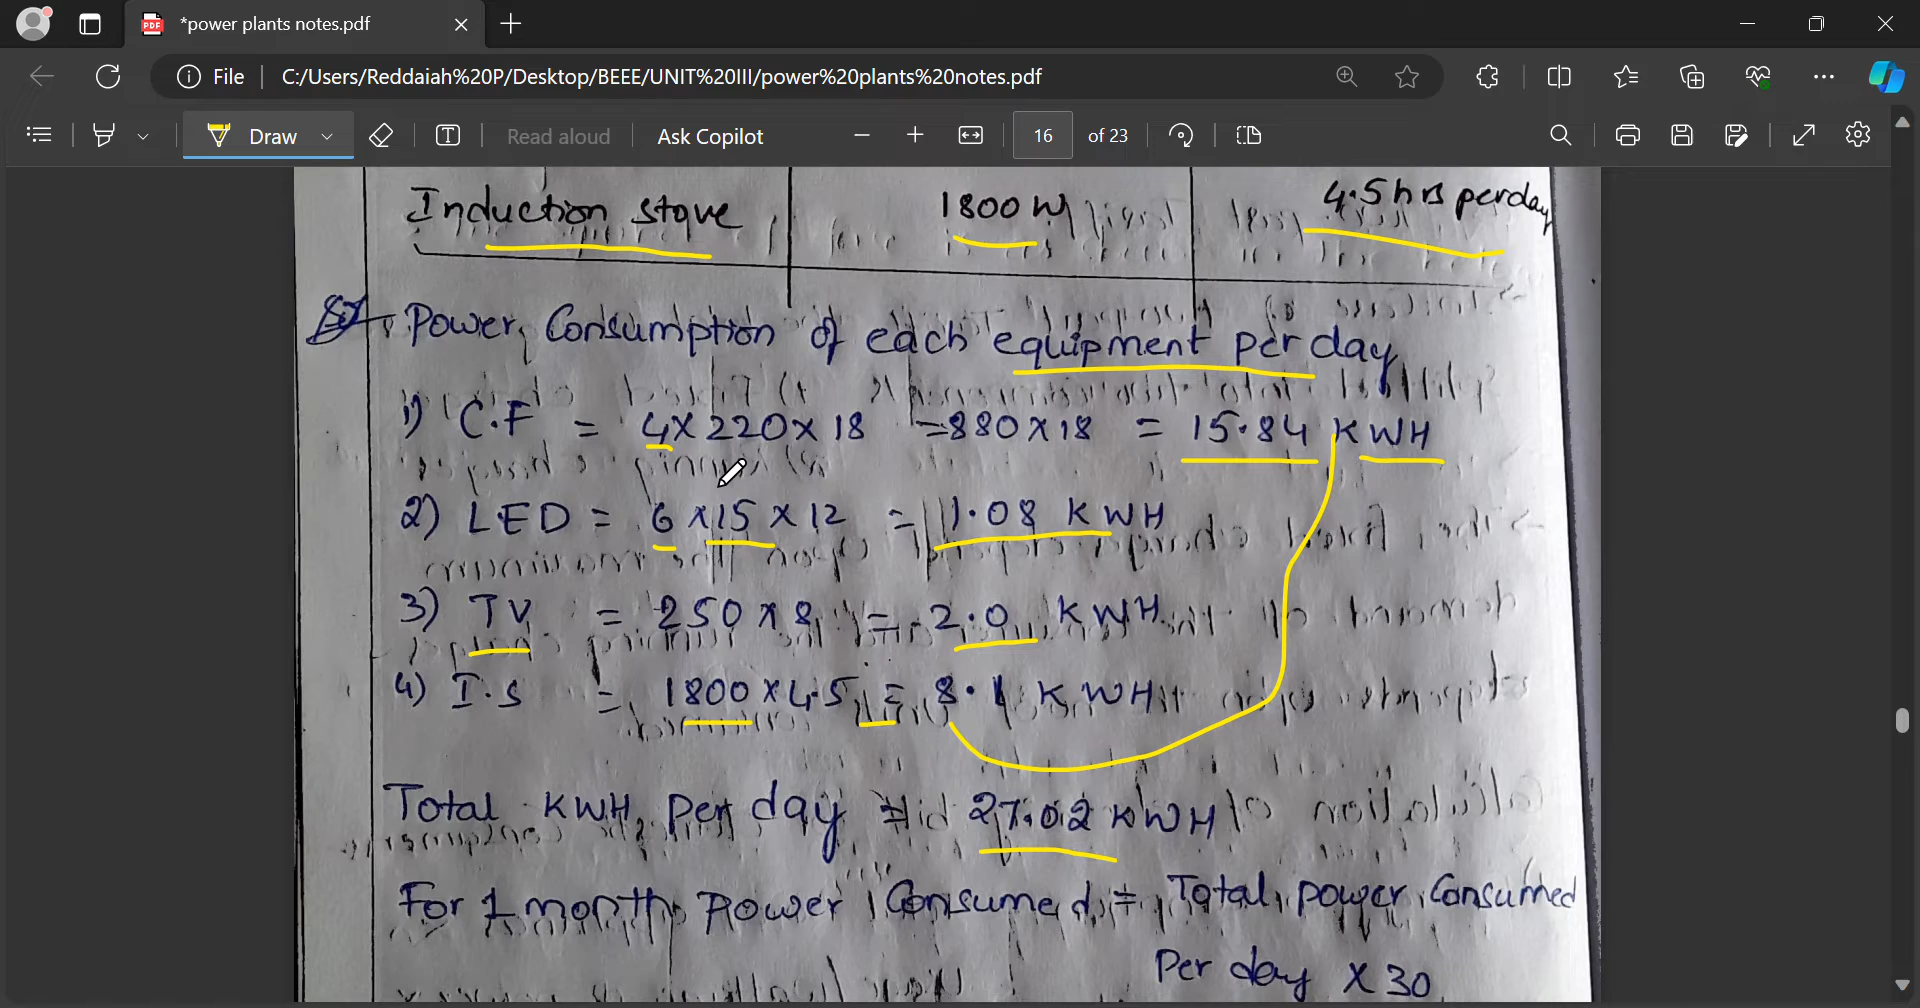 *power plants notes.pdf
File C:/Users/Reddaiah%20P/Desktop/BEEE/UNIT%20III/power%20plants%20notes.pdf
Draw Read aloud Ask Copilot 16 of 23
Induction stove 1800 W 4.5 hrs per day
Power Consumption of each equipment per day
1) C.F = 4 x 220 x 18 = 880 x 18 = 15.84 KWH
2) LED = 6 x 15 x 12 = 1.08 KWH
3) TV = 250 x 8 = 2.0 KWH
4) I.S = 1800 x 4.5 = 8.1 KWH
Total KWH Per day = 27.02 KWH
For 1 month Power Consumed = Total power Consumed
Per day x 30